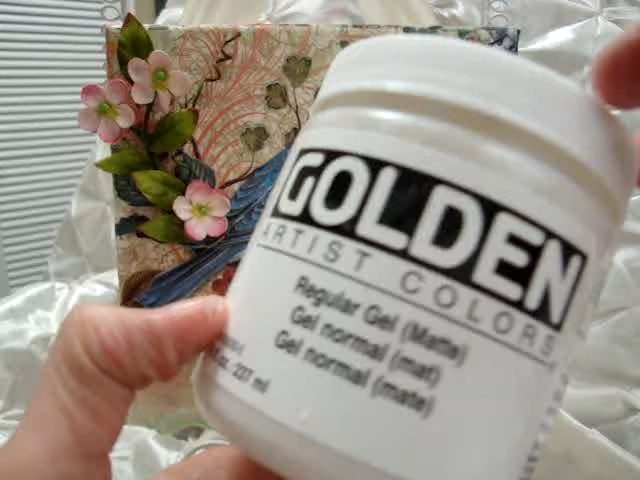 GOLDEN
ARTIST COLORS
Regular Gel (Matte)
Gel normal (mat)
Gel normal (mate)
237 ml